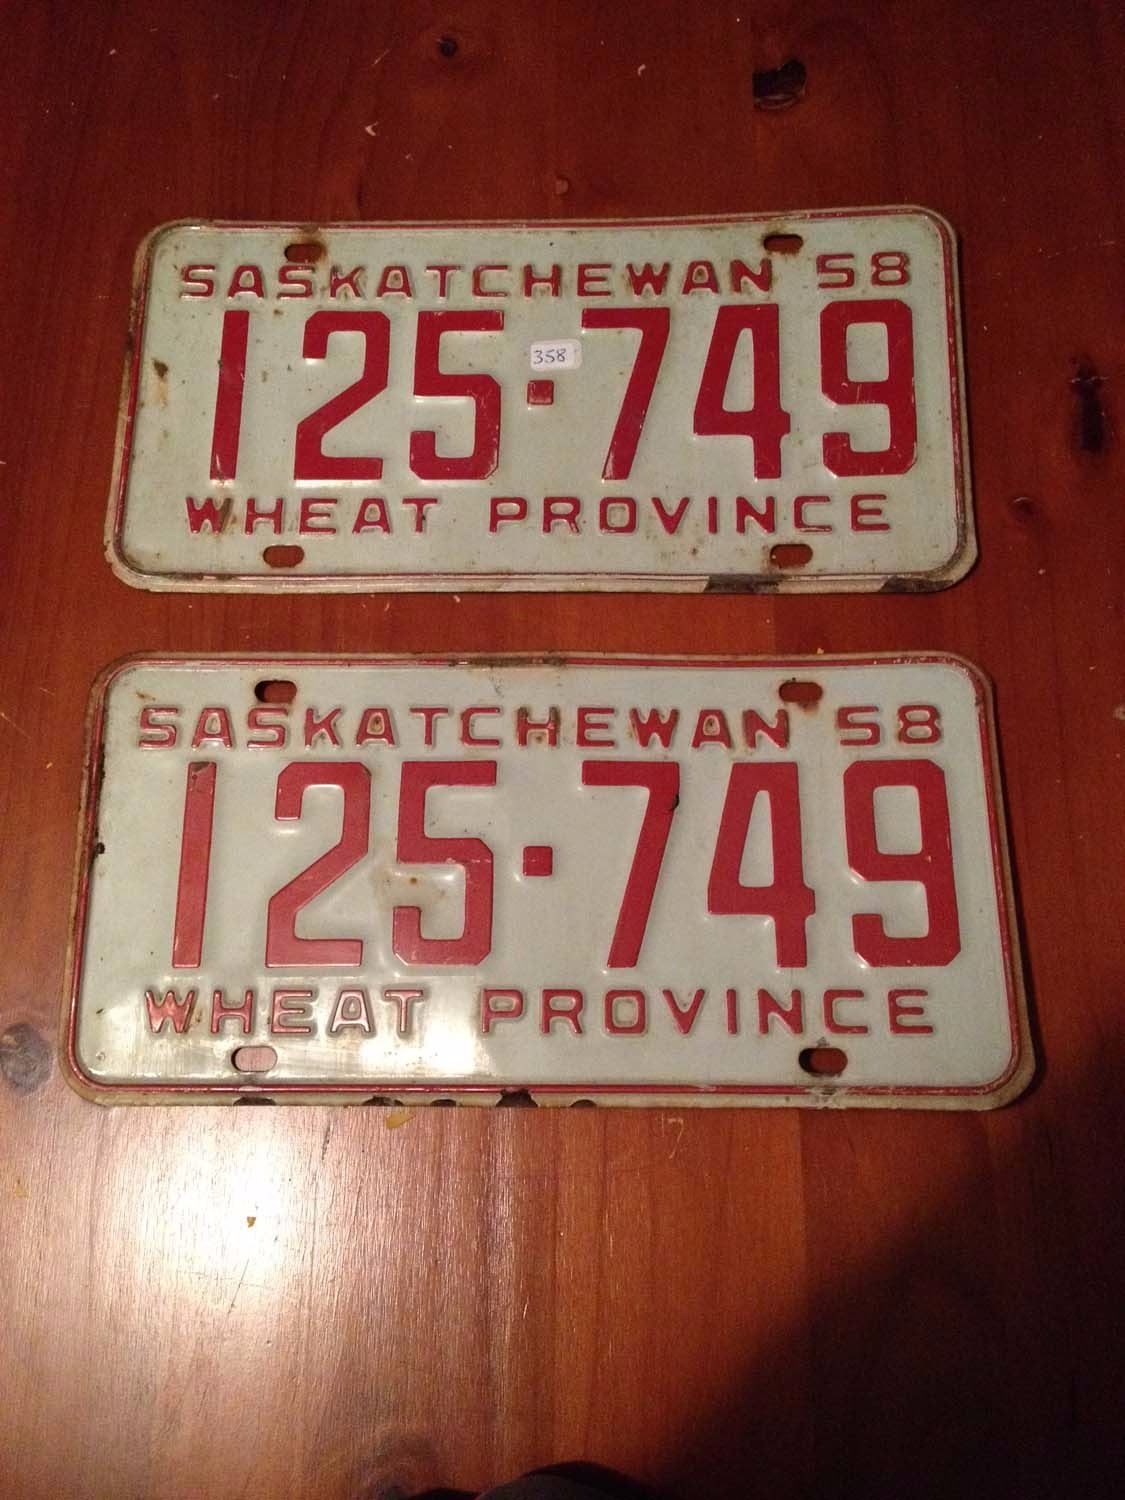 SASKATCHEWAN 58
358
125·749
WHEAT PROVINCE
SASKATCHEWAN 58
125·749
WHEAT PROVINCE